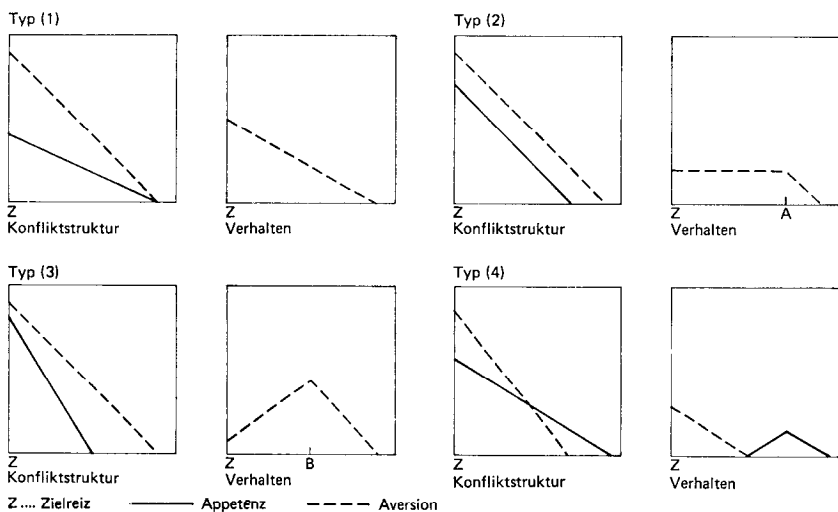 Typ (1)
Typ (2)
Z
Konfliktstruktur
Z
Verhalten
Z
Konfliktstruktur
Z A
Verhalten
Typ (3)
Typ (4)
Z
Konfliktstruktur
Z B
Verhalten
Z
Konfliktstruktur
Z
Verhalten
Z .... Zielreiz Appetenz Aversion